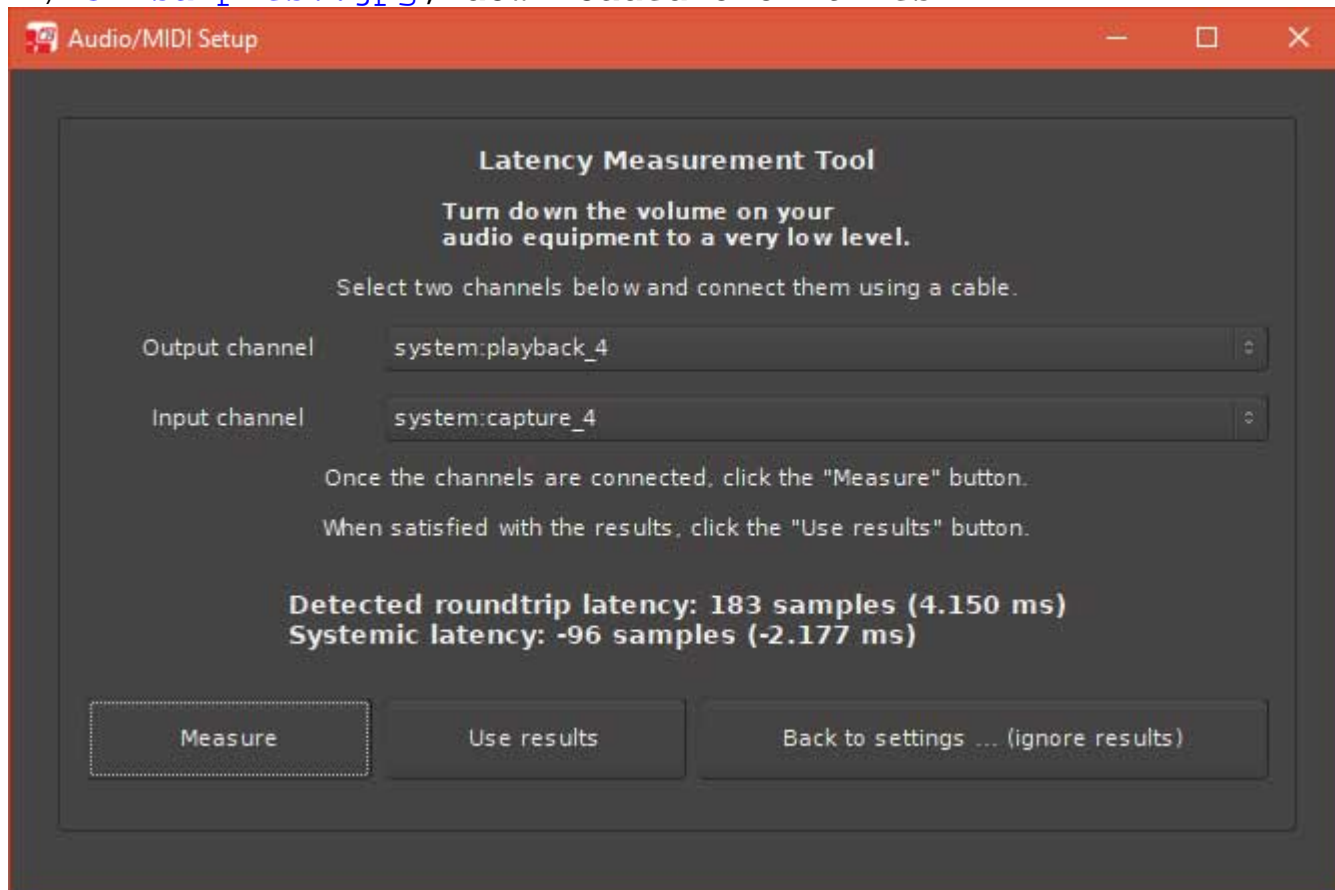 Audio/MIDI Setup
Latency Measurement Tool
Turn down the volume on your
audio equipment to a very low level.
Select two channels below and connect them using a cable.
Output channel system:playback_4
Input channel system:capture_4
Once the channels are connected, click the "Measure" button.
When satisfied with the results, click the "Use results" button.
Detected roundtrip latency: 183 samples (4.150 ms)
Systemic latency: -96 samples (-2.177 ms)
Measure Use results Back to settings ... (ignore results)